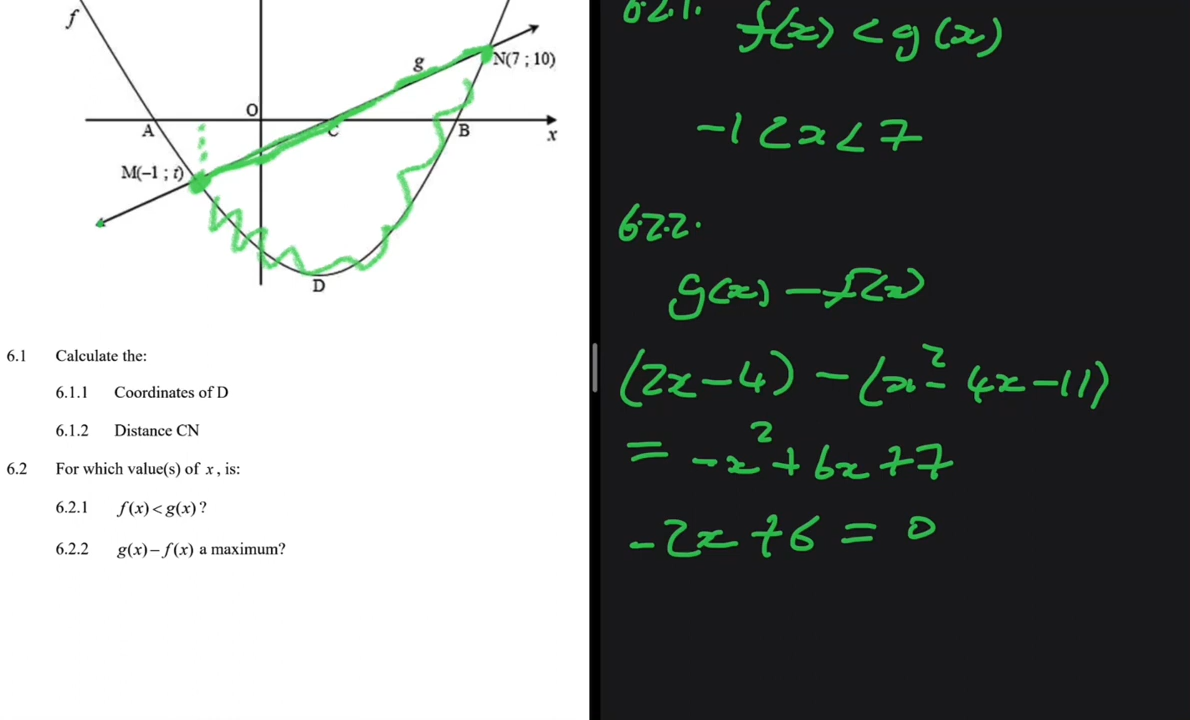 f
g
N(7 ; 10)
O
A
C
B
x
M(−1 ; t)
D
6.1 Calculate the:
6.1.1 Coordinates of D
6.1.2 Distance CN
6.2 For which value(s) of x , is:
6.2.1 f(x) < g(x) ?
6.2.2 g(x) − f(x) a maximum?
6.2.1.
f(x) < g(x)
-1 < x < 7
6.2.2.
g(x) - f(x)
(2x - 4) - (x² - 4x - 11)
= -x² + 6x + 7
-2x + 6 = 0